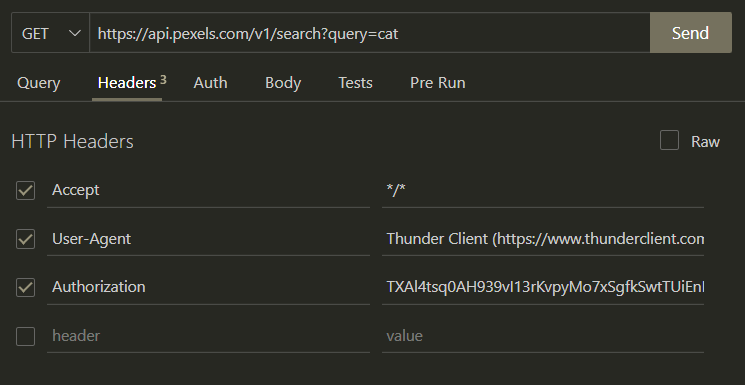 GET https://api.pexels.com/v1/search?query=cat Send
Query Headers 3 Auth Body Tests Pre Run
HTTP Headers Raw
Accept */*
User-Agent Thunder Client (https://www.thunderclient.com
Authorization TXAl4tsq0AH939vI13rKvpyMo7xSgfkSwtTUiEnI
header value